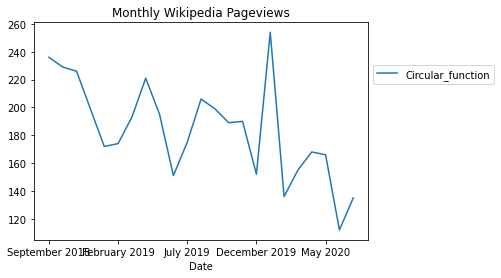 Monthly Wikipedia Pageviews
260
240
220
200
180
160
140
120
Circular_function
September 2018 February 2019 July 2019 December 2019 May 2020
Date